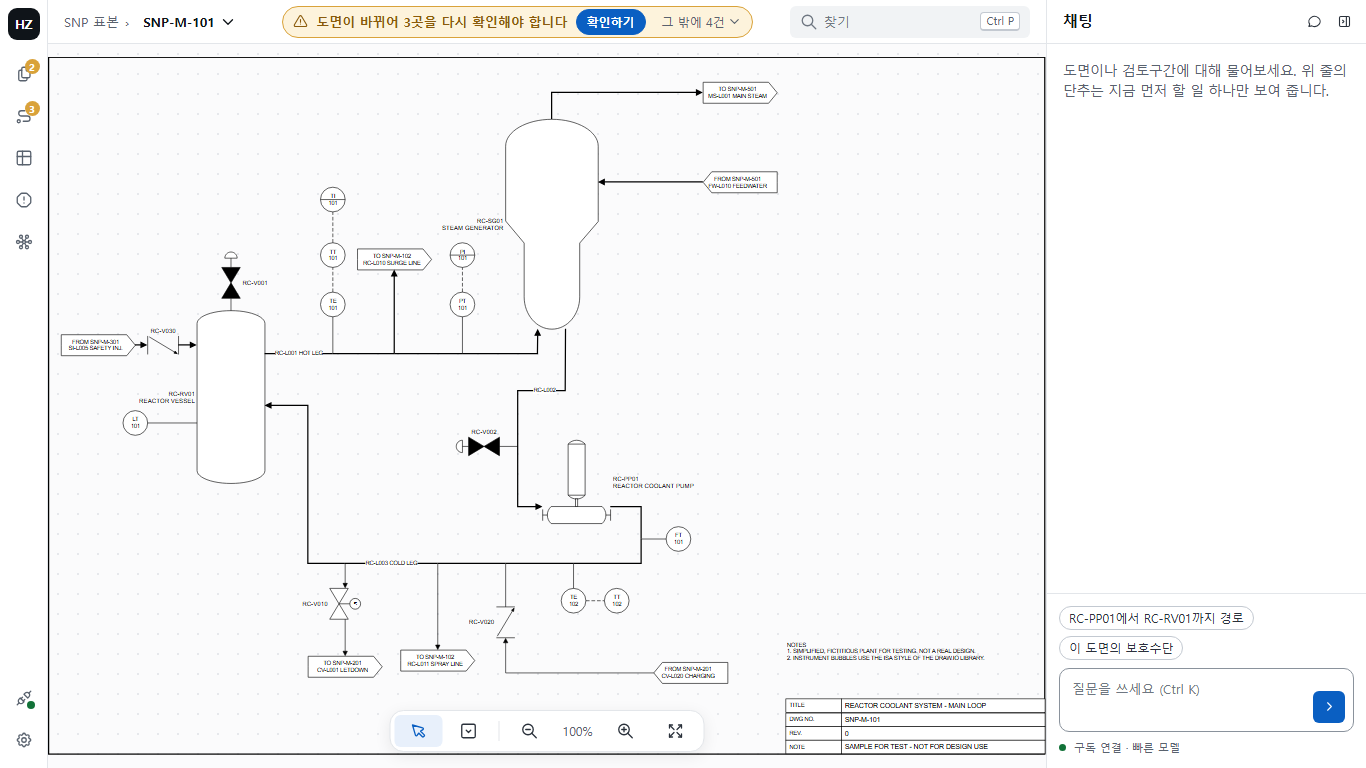 HZ
SNP 표본 ›
SNP-M-101
도면이 바뀌어 3곳을 다시 확인해야 합니다
확인하기
그 밖에 4건
찾기
Ctrl P
채팅
2
3
도면이나 검토구간에 대해 물어보세요. 위 줄의
단추는 지금 먼저 할 일 하나만 보여 줍니다.
TO SNP-M-501
MS-L001 MAIN STEAM
FROM SNP-M-501
FW-L010 FEEDWATER
TI
101
RC-SG01
STEAM GENERATOR
TT
101
TO SNP-M-102
RC-L010 SURGE LINE
PI
101
RC-V001
TE
101
PT
101
RC-V030
FROM SNP-M-301
SI-L005 SAFETY INJ.
RC-L001 HOT LEG
RC-RV01
REACTOR VESSEL
RC-L002
LT
101
RC-V002
RC-PP01
REACTOR COOLANT PUMP
FT
101
RC-L003 COLD LEG
RC-V010
TE
102
TT
102
RC-V020
TO SNP-M-201
CV-L001 LETDOWN
TO SNP-M-102
RC-L011 SPRAY LINE
FROM SNP-M-201
CV-L020 CHARGING
NOTES
1. SIMPLIFIED, FICTITIOUS PLANT FOR TESTING. NOT A REAL DESIGN.
2. INSTRUMENT BUBBLES USE THE ISA STYLE OF THE DRAW.IO LIBRARY.
TITLE
REACTOR COOLANT SYSTEM - MAIN LOOP
DWG NO.
SNP-M-101
REV.
0
NOTE
SAMPLE FOR TEST - NOT FOR DESIGN USE
100%
RC-PP01에서 RC-RV01까지 경로
이 도면의 보호수단
질문을 쓰세요 (Ctrl K)
구독 연결 · 빠른 모델